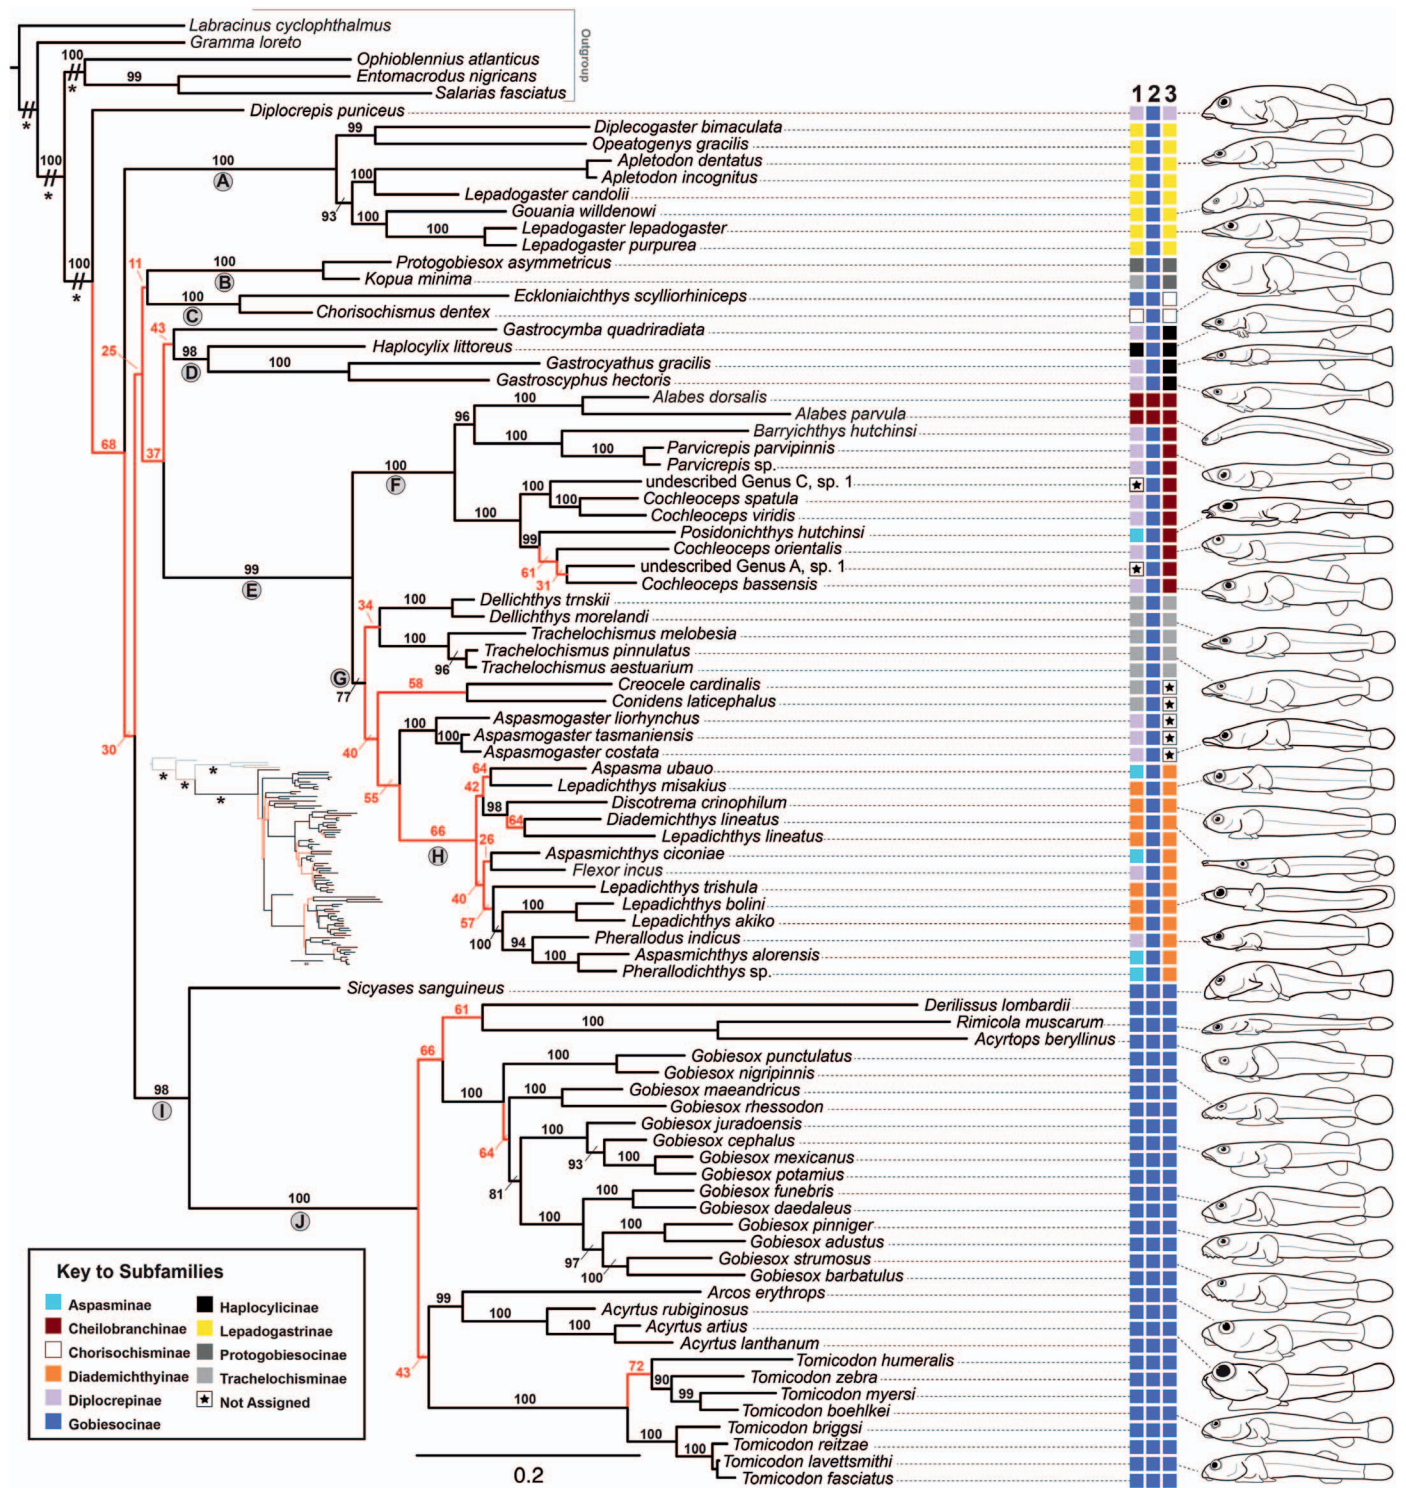 Labracinus cyclophthalmus
Gramma loreto
Outgroup
100
Ophioblennius atlanticus
99
Entomacrodus nigricans
*
Salarias fasciatus
1 2 3
*
Diplocrepis puniceus
99
Diplecogaster bimaculata
Opeatogenys gracilis
100
100
Apletodon dentatus
*
A
100
Apletodon incognitus
Lepadogaster candolii
93
100
Gouania willdenowi
100
Lepadogaster lepadogaster
Lepadogaster purpurea
100
*
11
100
B
Protogobiesox asymmetricus
Kopua minima
100
C
Eckloniaichthys scylliorhiniceps
Chorisochismus dentex
43
Gastrocymba quadriradiata
25
98
D
Haplocylix littoreus
100
Gastrocyathus gracilis
Gastroscyphus hectoris
100
Alabes dorsalis
96
Alabes parvula
68
37
100
Barryichthys hutchinsi
100
Parvicrepis parvipinnis
100
F
Parvicrepis sp.
100
undescribed Genus C, sp. 1
100
Cochleoceps spatula
100
Cochleoceps viridis
99
Posidonichthys hutchinsi
61
Cochleoceps orientalis
99
E
31
undescribed Genus A, sp. 1
Cochleoceps bassensis
34
100
Dellichthys trnskii
Dellichthys morelandi
100
Trachelochismus melobesia
96
Trachelochismus pinnulatus
Trachelochismus aestuarium
G
77
58
Creocele cardinalis
Conidens laticephalus
100
Aspasmogaster liorhynchus
100
Aspasmogaster tasmaniensis
30
40
Aspasmogaster costata
* * * *
64
Aspasma ubauo
55
42
Lepadichthys misakius
98
Discotrema crinophilum
64
Diademichthys lineatus
66
H
Lepadichthys lineatus
26
Aspasmichthys ciconiae
Flexor incus
40
Lepadichthys trishula
57
100
Lepadichthys bolini
Lepadichthys akiko
100
94
Pherallodus indicus
100
Aspasmichthys alorensis
Pherallodichthys sp.
Sicyases sanguineus
61
Derilissus lombardii
100
Rimicola muscarum
Acyrtops beryllinus
66
100
Gobiesox punctulatus
Gobiesox nigripinnis
98
I
100
100
Gobiesox maeandricus
Gobiesox rhessodon
64
100
Gobiesox juradoensis
93
Gobiesox cephalus
100
Gobiesox mexicanus
Gobiesox potamius
81
100
Gobiesox funebris
100
J
Gobiesox daedaleus
100
100
Gobiesox pinniger
Gobiesox adustus
97
Gobiesox strumosus
100
Gobiesox barbatulus
99
Arcos erythrops
100
Acyrtus rubiginosus
100
Acyrtus artius
Acyrtus lanthanum
43
72
Tomicodon humeralis
90
Tomicodon zebra
99
Tomicodon myersi
100
Tomicodon boehlkei
Tomicodon briggsi
100
100
Tomicodon reitzae
Tomicodon lavettsmithi
Tomicodon fasciatus
0.2
Key to Subfamilies
Aspasminae
Cheilobranchinae
Chorisochisminae
Diademichthyinae
Diplocrepinae
Gobiesocinae
Haplocylicinae
Lepadogastrinae
Protogobiesocinae
Trachelochisminae
Not Assigned